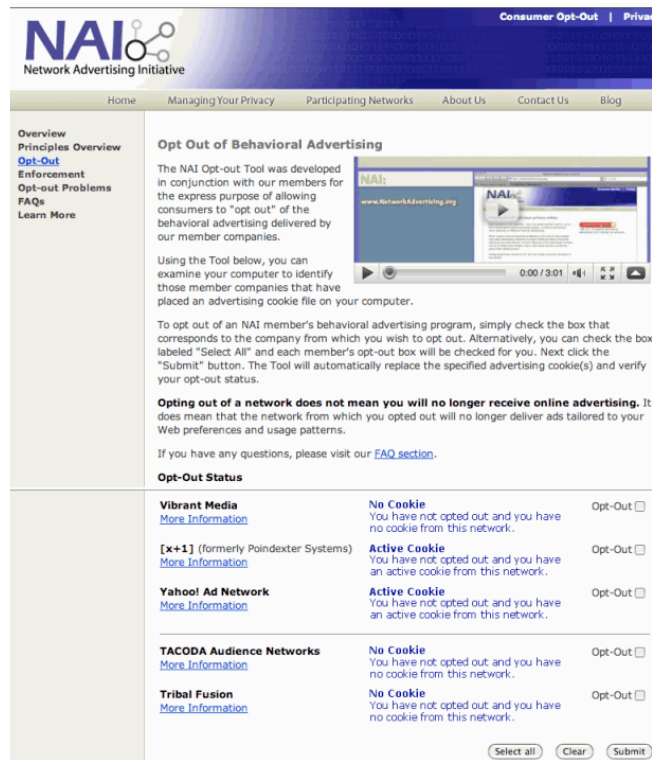 Consumer Opt-Out | Priva
NAI
Network Advertising Initiative
Home Managing Your Privacy Participating Networks About Us Contact Us Blog
Overview
Principles Overview
Opt-Out
Enforcement
Opt-out Problems
FAQs
Learn More
Opt Out of Behavioral Advertising
The NAI Opt-out Tool was developed
in conjunction with our members for
the express purpose of allowing
consumers to "opt out" of the
behavioral advertising delivered by
our member companies.
NAI:
www.NetworkAdvertising.org
NAI
0:00 / 3:01
Using the Tool below, you can
examine your computer to identify
those member companies that have
placed an advertising cookie file on your computer.
To opt out of an NAI member's behavioral advertising program, simply check the box that
corresponds to the company from which you wish to opt out. Alternatively, you can check the box
labeled "Select All" and each member's opt-out box will be checked for you. Next click the
"Submit" button. The Tool will automatically replace the specified advertising cookie(s) and verify
your opt-out status.
Opting out of a network does not mean you will no longer receive online advertising. It
does mean that the network from which you opted out will no longer deliver ads tailored to your
Web preferences and usage patterns.
If you have any questions, please visit our FAQ section.
Opt-Out Status
Vibrant Media No Cookie Opt-Out
More Information You have not opted out and you have
no cookie from this network.
[x+1] (formerly Poindexter Systems) Active Cookie Opt-Out
More Information You have not opted out and you have
an active cookie from this network.
Yahoo! Ad Network Active Cookie Opt-Out
More Information You have not opted out and you have
an active cookie from this network.
TACODA Audience Networks No Cookie Opt-Out
More Information You have not opted out and you have
no cookie from this network.
Tribal Fusion No Cookie Opt-Out
More Information You have not opted out and you have
no cookie from this network.
Select all Clear Submit